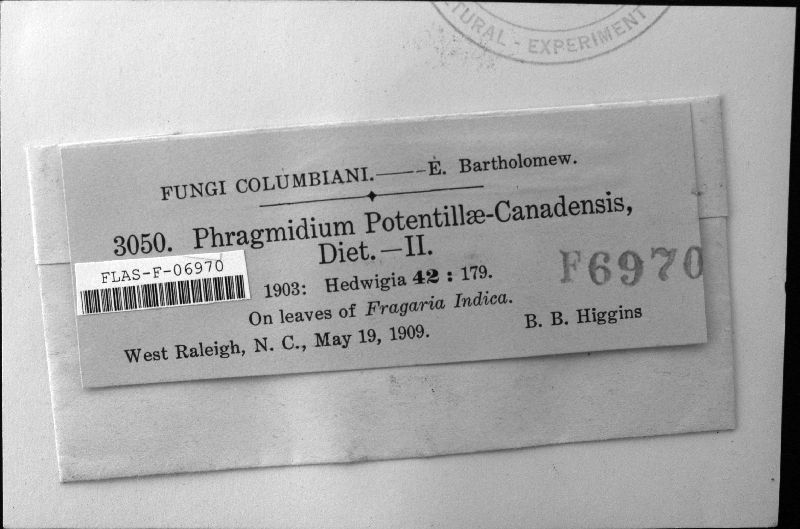 TURAL - EXPERIMENT
FUNGI COLUMBIANI.——E. Bartholomew.
3050. Phragmidium Potentillæ-Canadensis,
Diet.—II.
FLAS-F-06970
1903: Hedwigia 42 : 179.
F6970
On leaves of Fragaria Indica.
West Raleigh, N. C., May 19, 1909.
B. B. Higgins